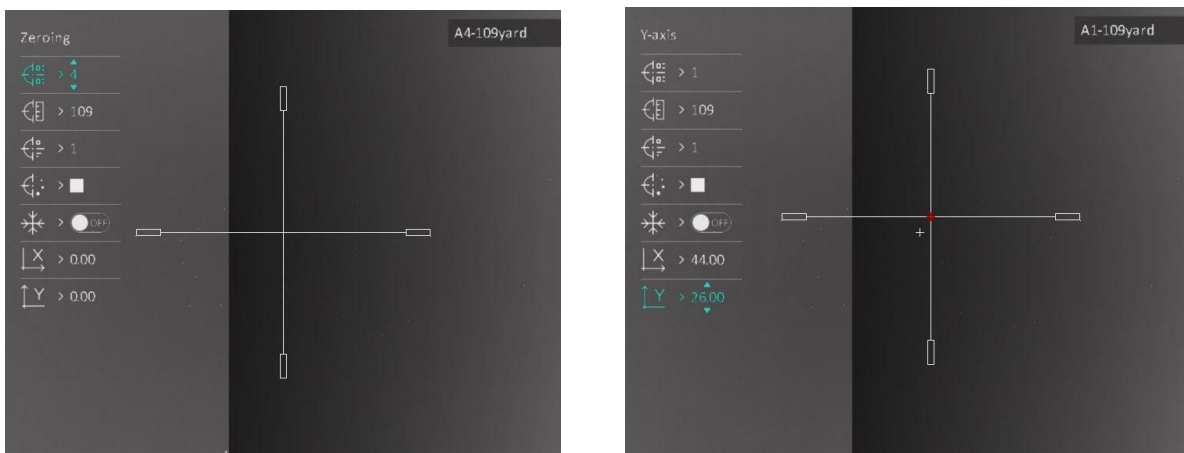 Zeroing
A4-109yard
> 4
> 109
> 1
>
> OFF
X > 0.00
Y > 0.00
Y-axis
A1-109yard
> 1
> 109
> 1
>
> OFF
X > 44.00
Y > 26.00